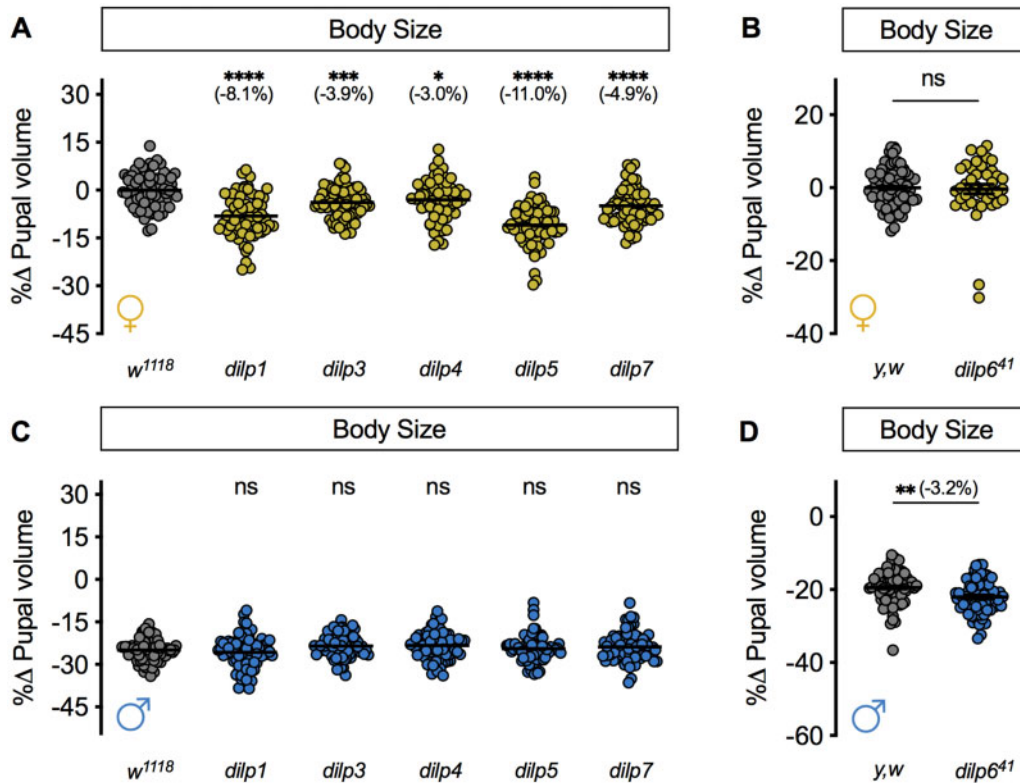 A
Body Size
**** *** * **** ****
(-8.1%) (-3.9%) (-3.0%) (-11.0%) (-4.9%)
30
15
0
-15
-30
-45
%Δ Pupal volume
w1118 dilp1 dilp3 dilp4 dilp5 dilp7
B
Body Size
ns
20
0
-20
-40
%Δ Pupal volume
y,w dilp641
C
Body Size
ns ns ns ns ns
30
15
0
-15
-30
-45
%Δ Pupal volume
w1118 dilp1 dilp3 dilp4 dilp5 dilp7
D
Body Size
** (-3.2%)
0
-20
-40
-60
%Δ Pupal volume
y,w dilp641